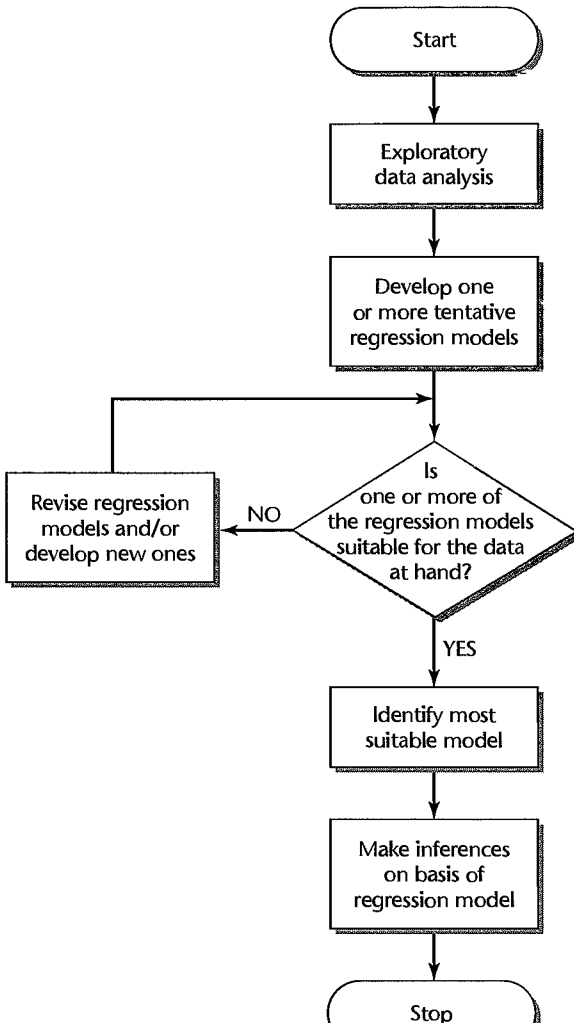 Start
Exploratory
data analysis
Develop one
or more tentative
regression models
Is
one or more of
the regression models
suitable for the data
at hand?
NO
Revise regression
models and/or
develop new ones
YES
Identify most
suitable model
Make inferences
on basis of
regression model
Stop